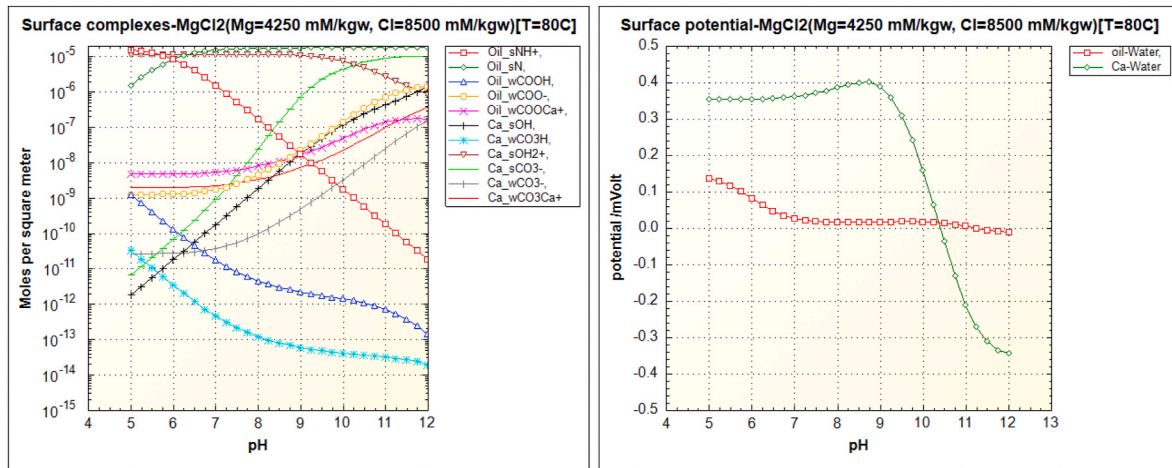 Surface complexes-MgCl2(Mg=4250 mM/kgw, Cl=8500 mM/kgw)[T=80C]
10^-5
10^-6
10^-7
10^-8
10^-9
10^-10
10^-11
10^-12
10^-13
10^-14
10^-15
Moles per square meter
4 5 6 7 8 9 10 11 12
pH
Oil_sNH+,
Oil_sN,
Oil_wCOOH,
Oil_wCOO-,
Oil_wCOOCa+,
Ca_sOH,
Ca_wCO3H,
Ca_sOH2+,
Ca_sCO3-,
Ca_wCO3-,
Ca_wCO3Ca+
Surface potential-MgCl2(Mg=4250 mM/kgw, Cl=8500 mM/kgw)[T=80C]
0.5
0.4
0.3
0.2
0.1
0.0
-0.1
-0.2
-0.3
-0.4
-0.5
potential /mVolt
4 5 6 7 8 9 10 11 12 13
pH
oil-Water,
Ca-Water